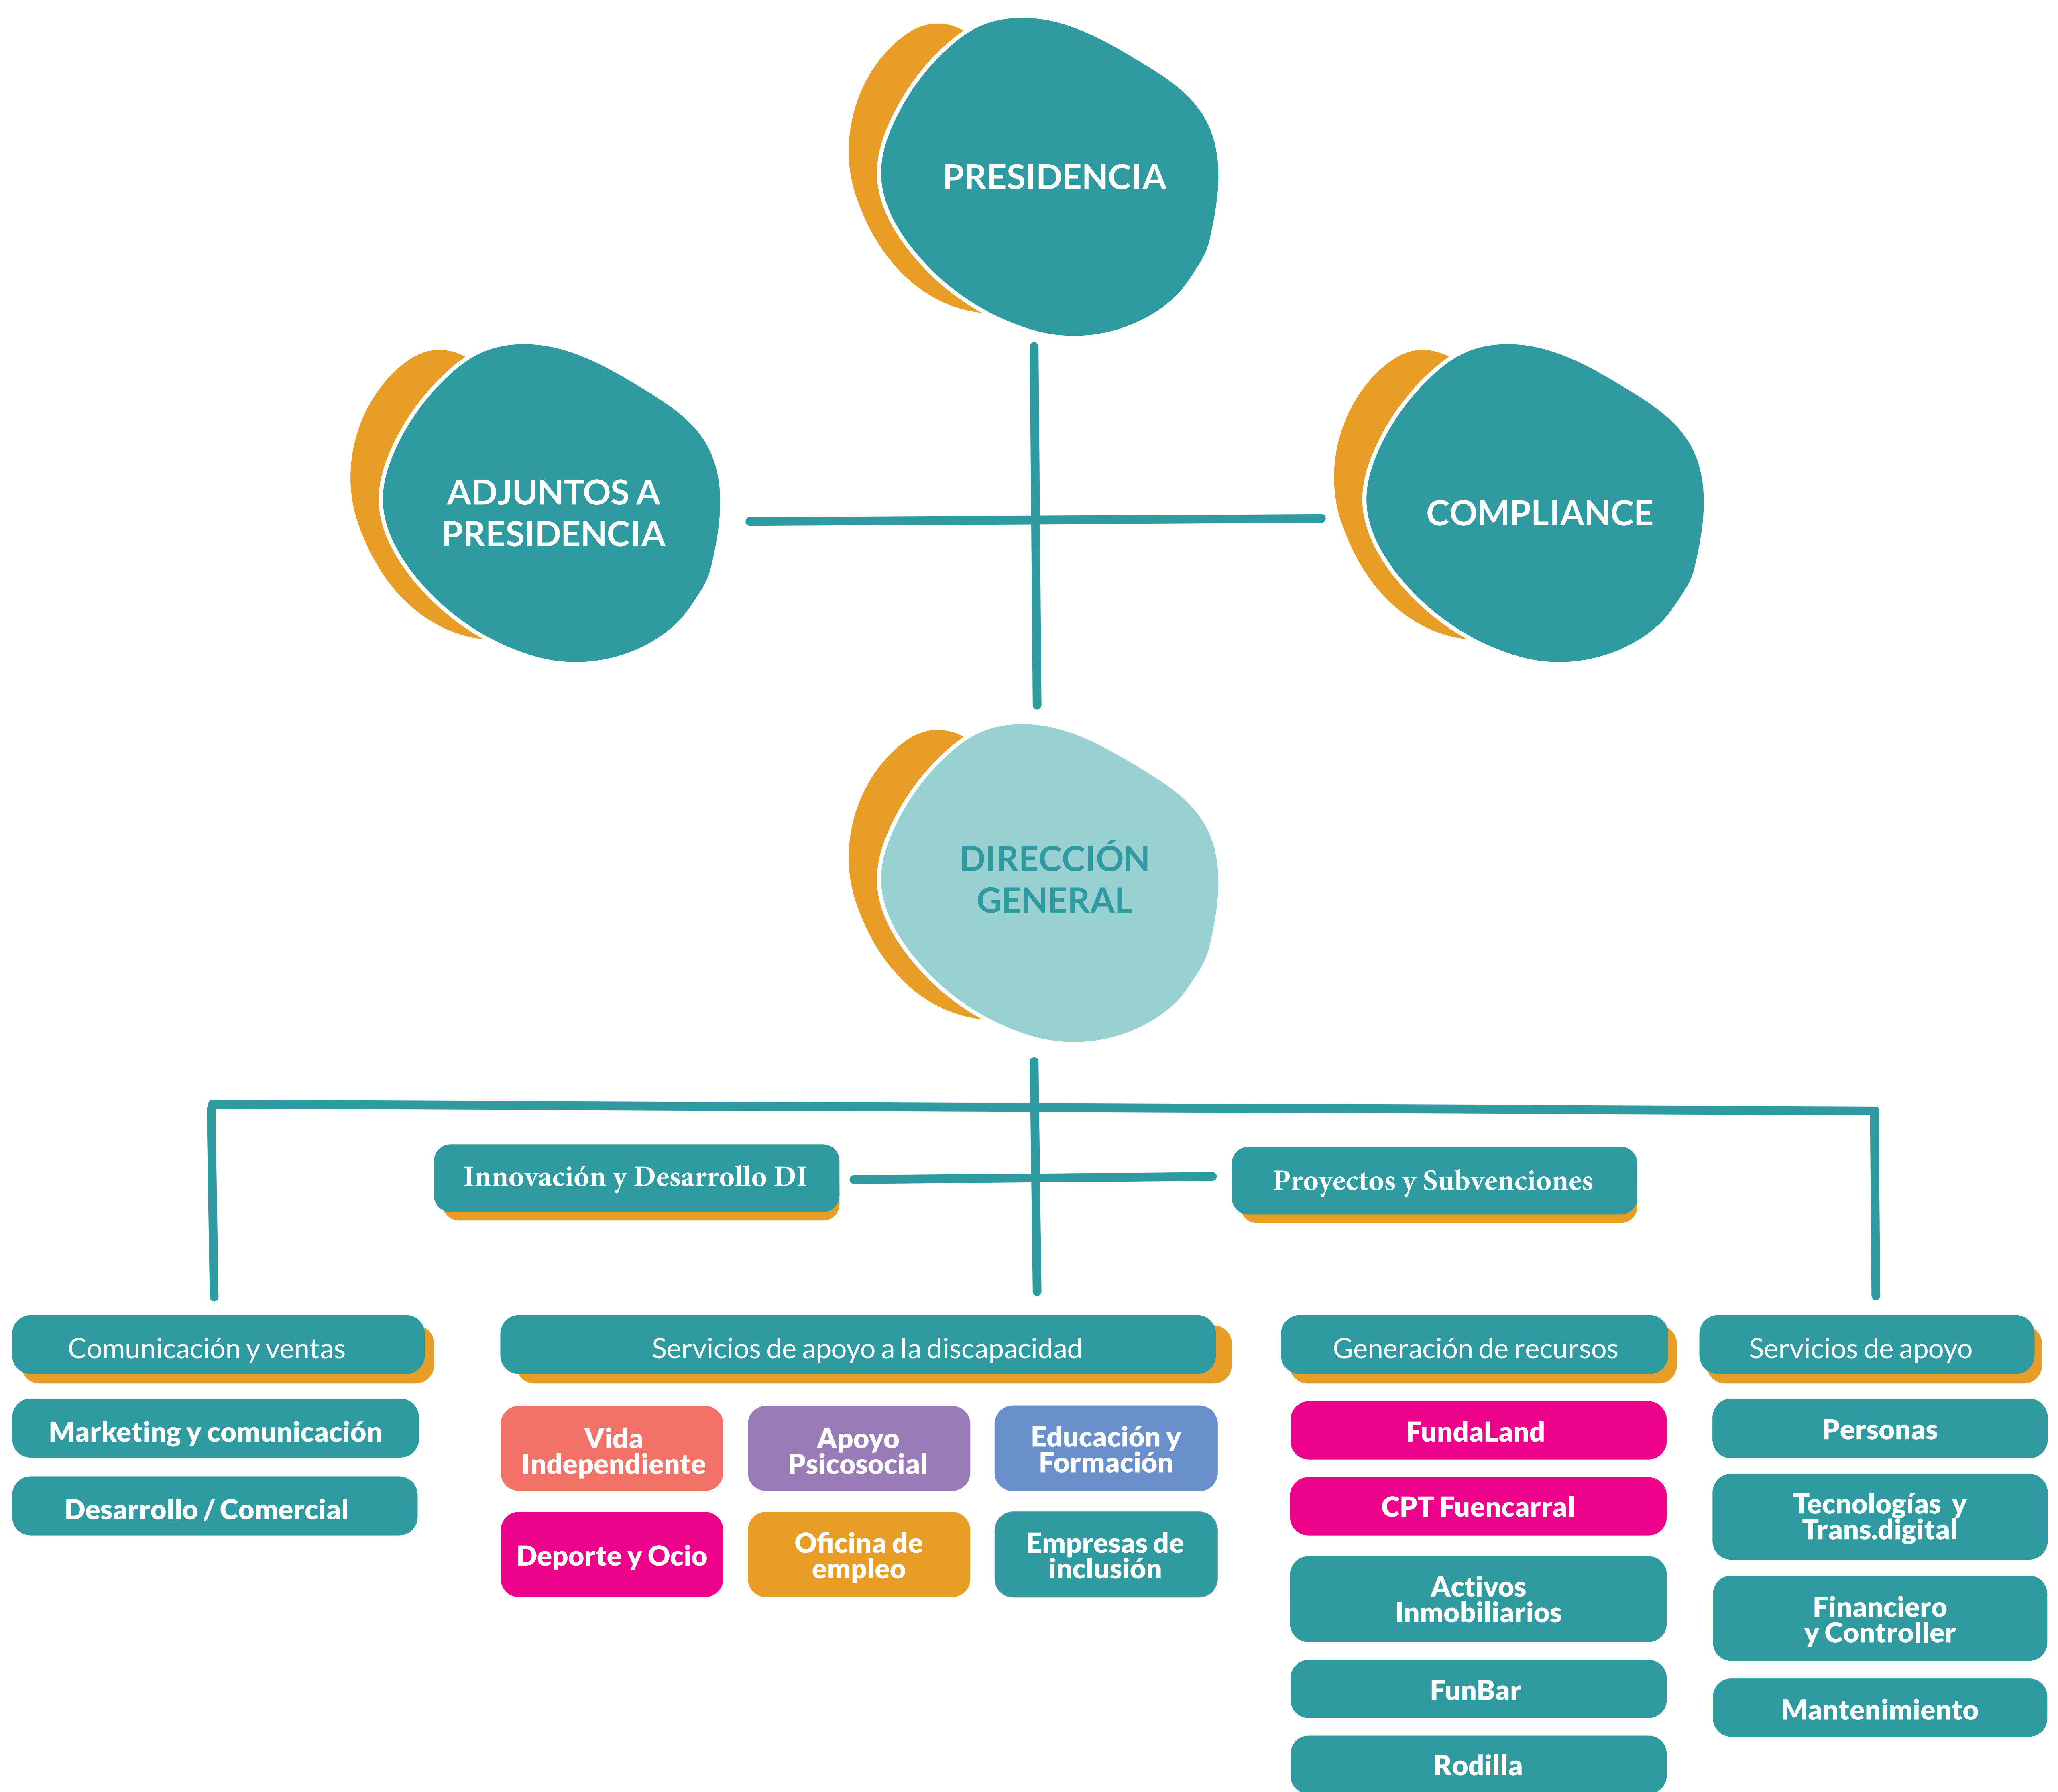 PRESIDENCIA
ADJUNTOS A
PRESIDENCIA
COMPLIANCE
DIRECCIÓN
GENERAL
Innovación y Desarrollo DI
Proyectos y Subvenciones
Comunicación y ventas
Marketing y comunicación
Desarrollo / Comercial
Servicios de apoyo a la discapacidad
Vida
Independiente
Apoyo
Psicosocial
Educación y
Formación
Deporte y Ocio
Oficina de
empleo
Empresas de
inclusión
Generación de recursos
FundaLand
CPT Fuencarral
Activos
Inmobiliarios
FunBar
Rodilla
Servicios de apoyo
Personas
Tecnologías y
Trans.digital
Financiero
y Controller
Mantenimiento